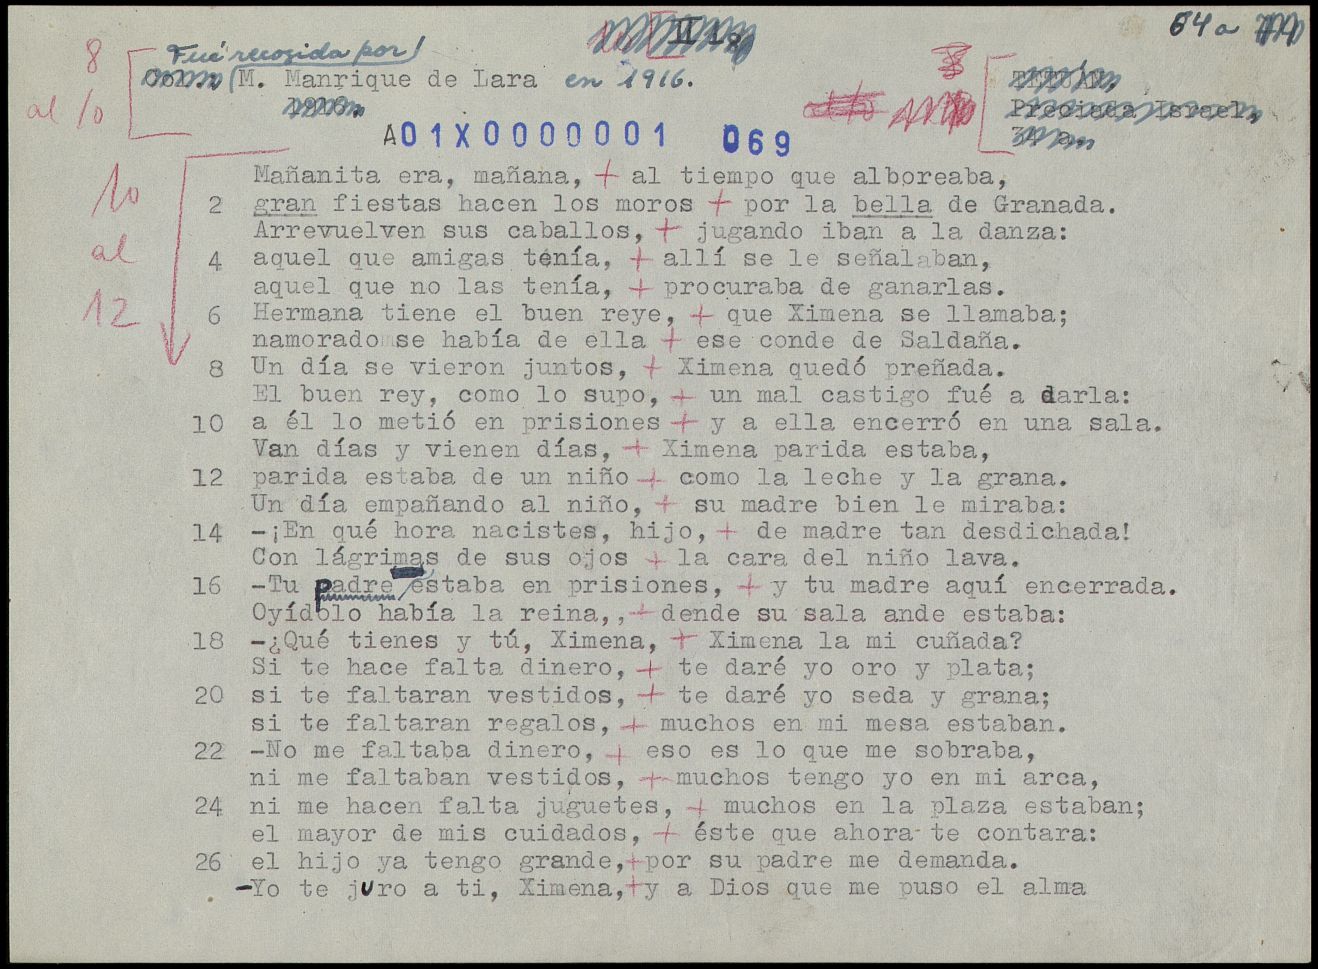 54 a
8
al 10
Fué recogida por
M. Manrique de Lara en 1916.
TETUAN.
Preciada Israel,
A01X0000001 069
10
al
12
Mañanita era, mañana, + al tiempo que alboreaba,
2 gran fiestas hacen los moros + por la bella de Granada.
Arrevuelven sus caballos, + jugando iban a la danza:
4 aquel que amigas tenía, + allí se le señalaban,
aquel que no las tenía, + procuraba de ganarlas.
6 Hermana tiene el buen reye, + que Ximena se llamaba;
namorado se había de ella + ese conde de Saldaña.
8 Un día se vieron juntos, + Ximena quedó preñada.
El buen rey, como lo supo, + un mal castigo fué a darla:
10 a él lo metió en prisiones + y a ella encerró en una sala.
Van días y vienen días, + Ximena parida estaba,
12 parida estaba de un niño + como la leche y la grana.
Un día empañando al niño, + su madre bien le miraba:
14 -¡En qué hora nacistes, hijo, + de madre tan desdichada!
Con lágrimas de sus ojos + la cara del niño lava.
16 -Tu padre estaba en prisiones, + y tu madre aquí encerrada.
Oyídolo había la reina,, + dende su sala ande estaba:
18 -¿Qué tienes y tú, Ximena, + Ximena la mi cuñada?
Si te hace falta dinero, + te daré yo oro y plata;
20 si te faltaran vestidos, + te daré yo seda y grana;
si te faltaran regalos, + muchos en mi mesa estaban.
22 -No me faltaba dinero, + eso es lo que me sobraba,
ni me faltaban vestidos, + muchos tengo yo en mi arca,
24 ni me hacen falta juguetes, + muchos en la plaza estaban;
el mayor de mis cuidados, + éste que ahora te contara:
26 el hijo ya tengo grande, + por su padre me demanda.
-Yo te juro a ti, Ximena, + y a Dios que me puso el alma